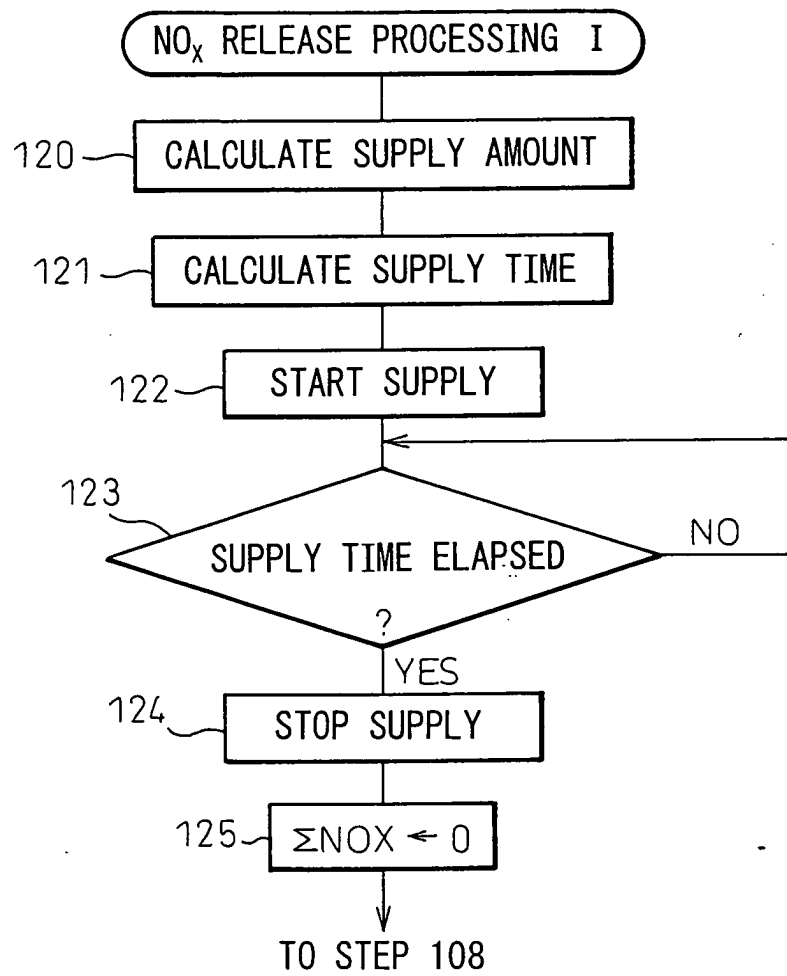 NOx RELEASE PROCESSING I
120
CALCULATE SUPPLY AMOUNT
121
CALCULATE SUPPLY TIME
122
START SUPPLY
123
SUPPLY TIME ELAPSED
?
NO
YES
124
STOP SUPPLY
125
ΣNOX ← 0
TO STEP 108